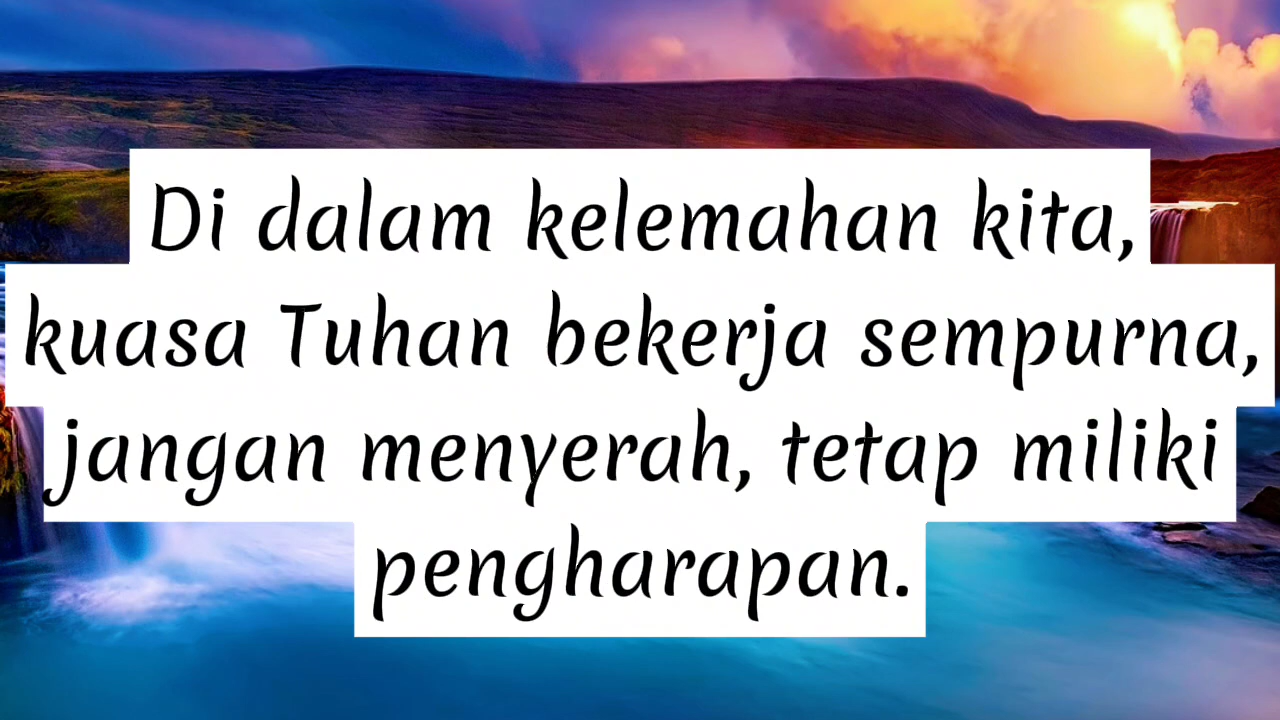 Di dalam kelemahan kita,
kuasa Tuhan bekerja sempurna,
jangan menyerah, tetap miliki
pengharapan.